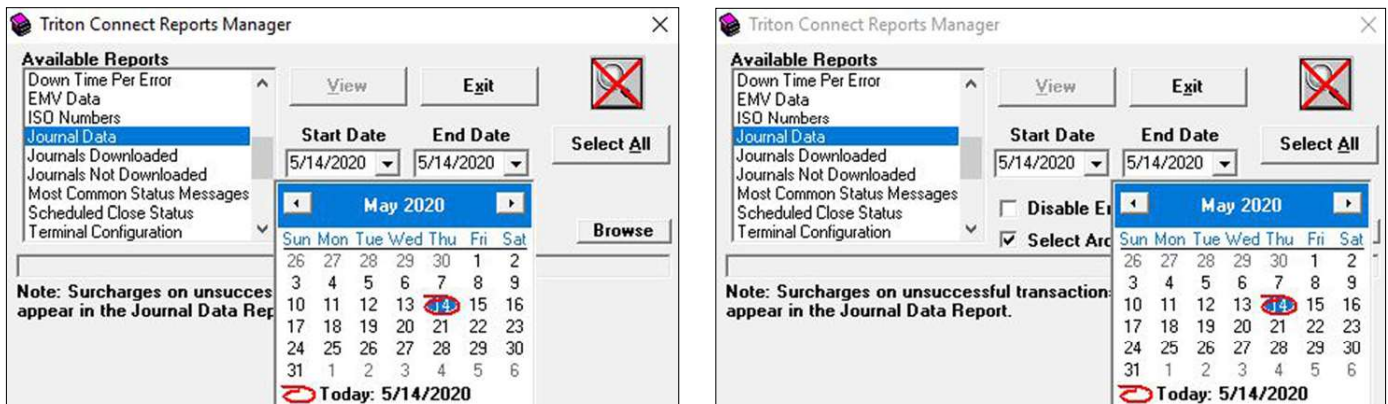 Triton Connect Reports Manager
Available Reports
Down Time Per Error
EMV Data
ISO Numbers
Journal Data
Journals Downloaded
Journals Not Downloaded
Most Common Status Messages
Scheduled Close Status
Terminal Configuration
View
Exit
Start Date
End Date
5/14/2020
5/14/2020
Select All
Browse
May 2020
Sun Mon Tue Wed Thu Fri Sat
26 27 28 29 30 1 2
3 4 5 6 7 8 9
10 11 12 13 14 15 16
17 18 19 20 21 22 23
24 25 26 27 28 29 30
31 1 2 3 4 5 6
Today: 5/14/2020
Note: Surcharges on unsucces
appear in the Journal Data Rep
Triton Connect Reports Manager
Available Reports
Down Time Per Error
EMV Data
ISO Numbers
Journal Data
Journals Downloaded
Journals Not Downloaded
Most Common Status Messages
Scheduled Close Status
Terminal Configuration
View
Exit
Start Date
End Date
5/14/2020
5/14/2020
Select All
Disable
Select
May 2020
Sun Mon Tue Wed Thu Fri Sat
26 27 28 29 30 1 2
3 4 5 6 7 8 9
10 11 12 13 14 15 16
17 18 19 20 21 22 23
24 25 26 27 28 29 30
31 1 2 3 4 5 6
Today: 5/14/2020
Note: Surcharges on unsuccessful transaction
appear in the Journal Data Report.